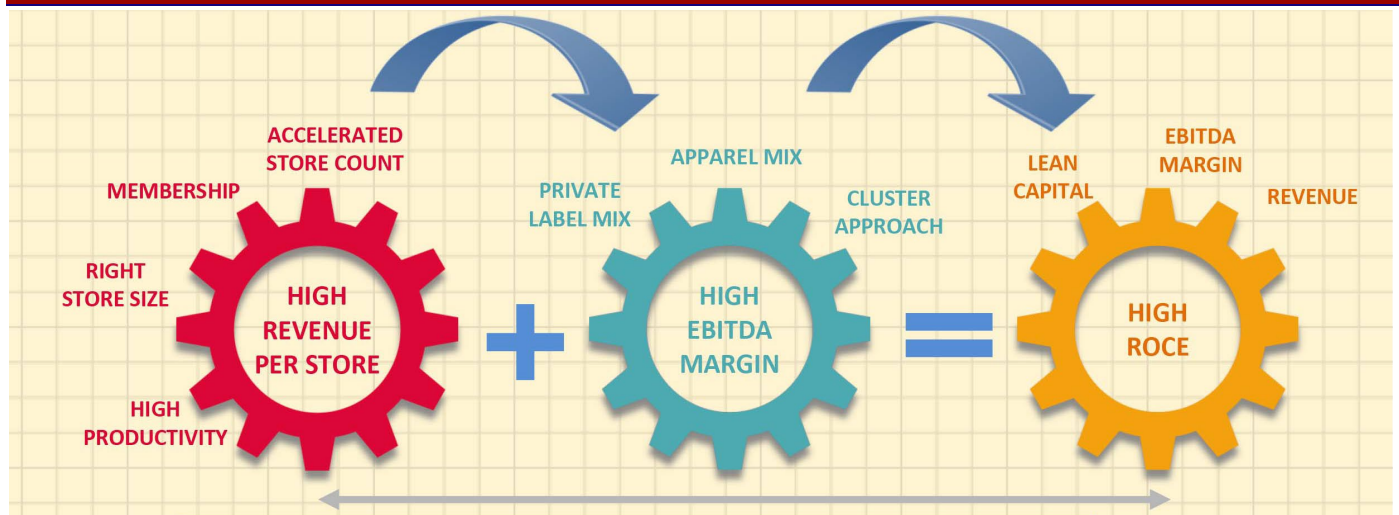 ACCELERATED
STORE COUNT
MEMBERSHIP
RIGHT
STORE SIZE
HIGH
PRODUCTIVITY
HIGH
REVENUE
PER STORE
APPAREL MIX
PRIVATE
LABEL MIX
CLUSTER
APPROACH
HIGH
EBITDA
MARGIN
LEAN
CAPITAL
EBITDA
MARGIN
REVENUE
HIGH
ROCE